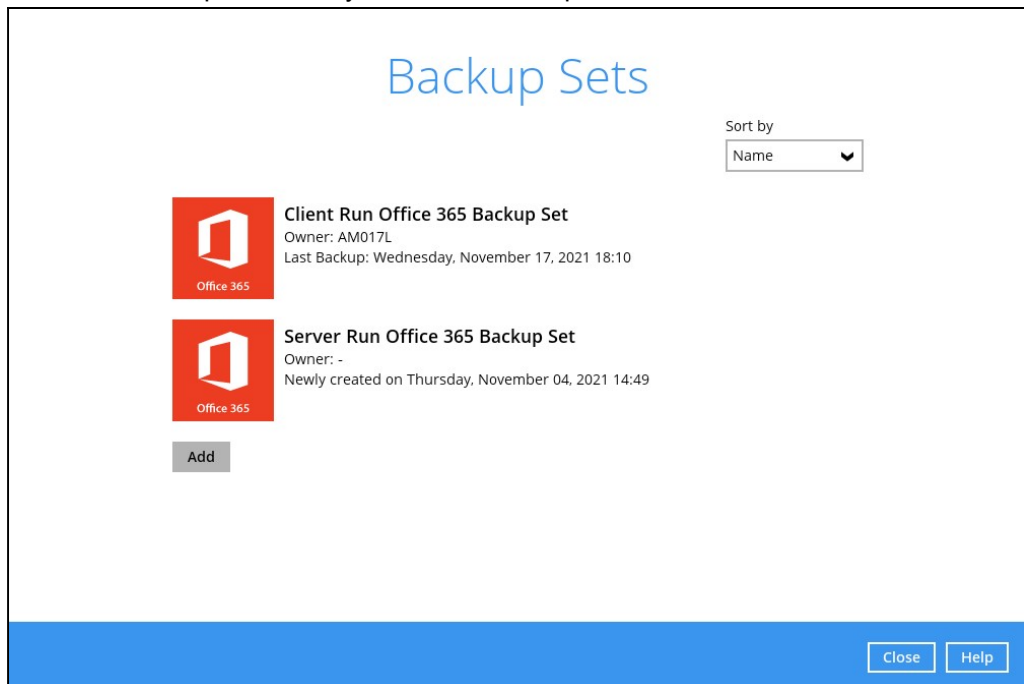 Backup Sets
Sort by
Name
Client Run Office 365 Backup Set
Owner: AM017L
Last Backup: Wednesday, November 17, 2021 18:10
Office 365
Server Run Office 365 Backup Set
Owner: -
Newly created on Thursday, November 04, 2021 14:49
Office 365
Add
Close
Help